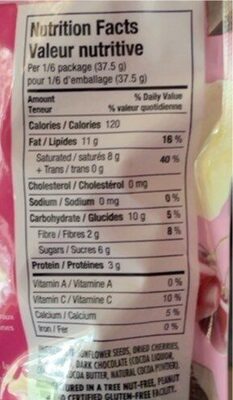 Nutrition Facts
Valeur nutritive
Per 1/6 package (37.5 g)
pour 1/6 d'emballage (37.5 g)
Amount % Daily Value
Teneur % valeur quotidienne
Calories / Calories 120
Fat / Lipides 11 g 16 %
Saturated / saturés 8 g 40 %
+ Trans / trans 0 g
Cholesterol / Cholestérol 0 mg
Sodium / Sodium 0 mg 0 %
Carbohydrate / Glucides 10 g 5 %
Fibre / Fibres 2 g 8 %
Sugars / Sucres 6 g
Protein / Protéines 3 g
Vitamin A / Vitamine A 0 %
Vitamin C / Vitamine C 10 %
Calcium / Calcium 5 %
Iron / Fer 0 %
SUNFLOWER SEEDS, DRIED CHERRIES,
DARK CHOCOLATE (COCOA LIQUOR,
COCOA BUTTER, NATURAL COCOA POWDER).
IN A TREE NUT-FREE, PEANUT
CERTIFIED GLUTEN-FREE FACILITY.